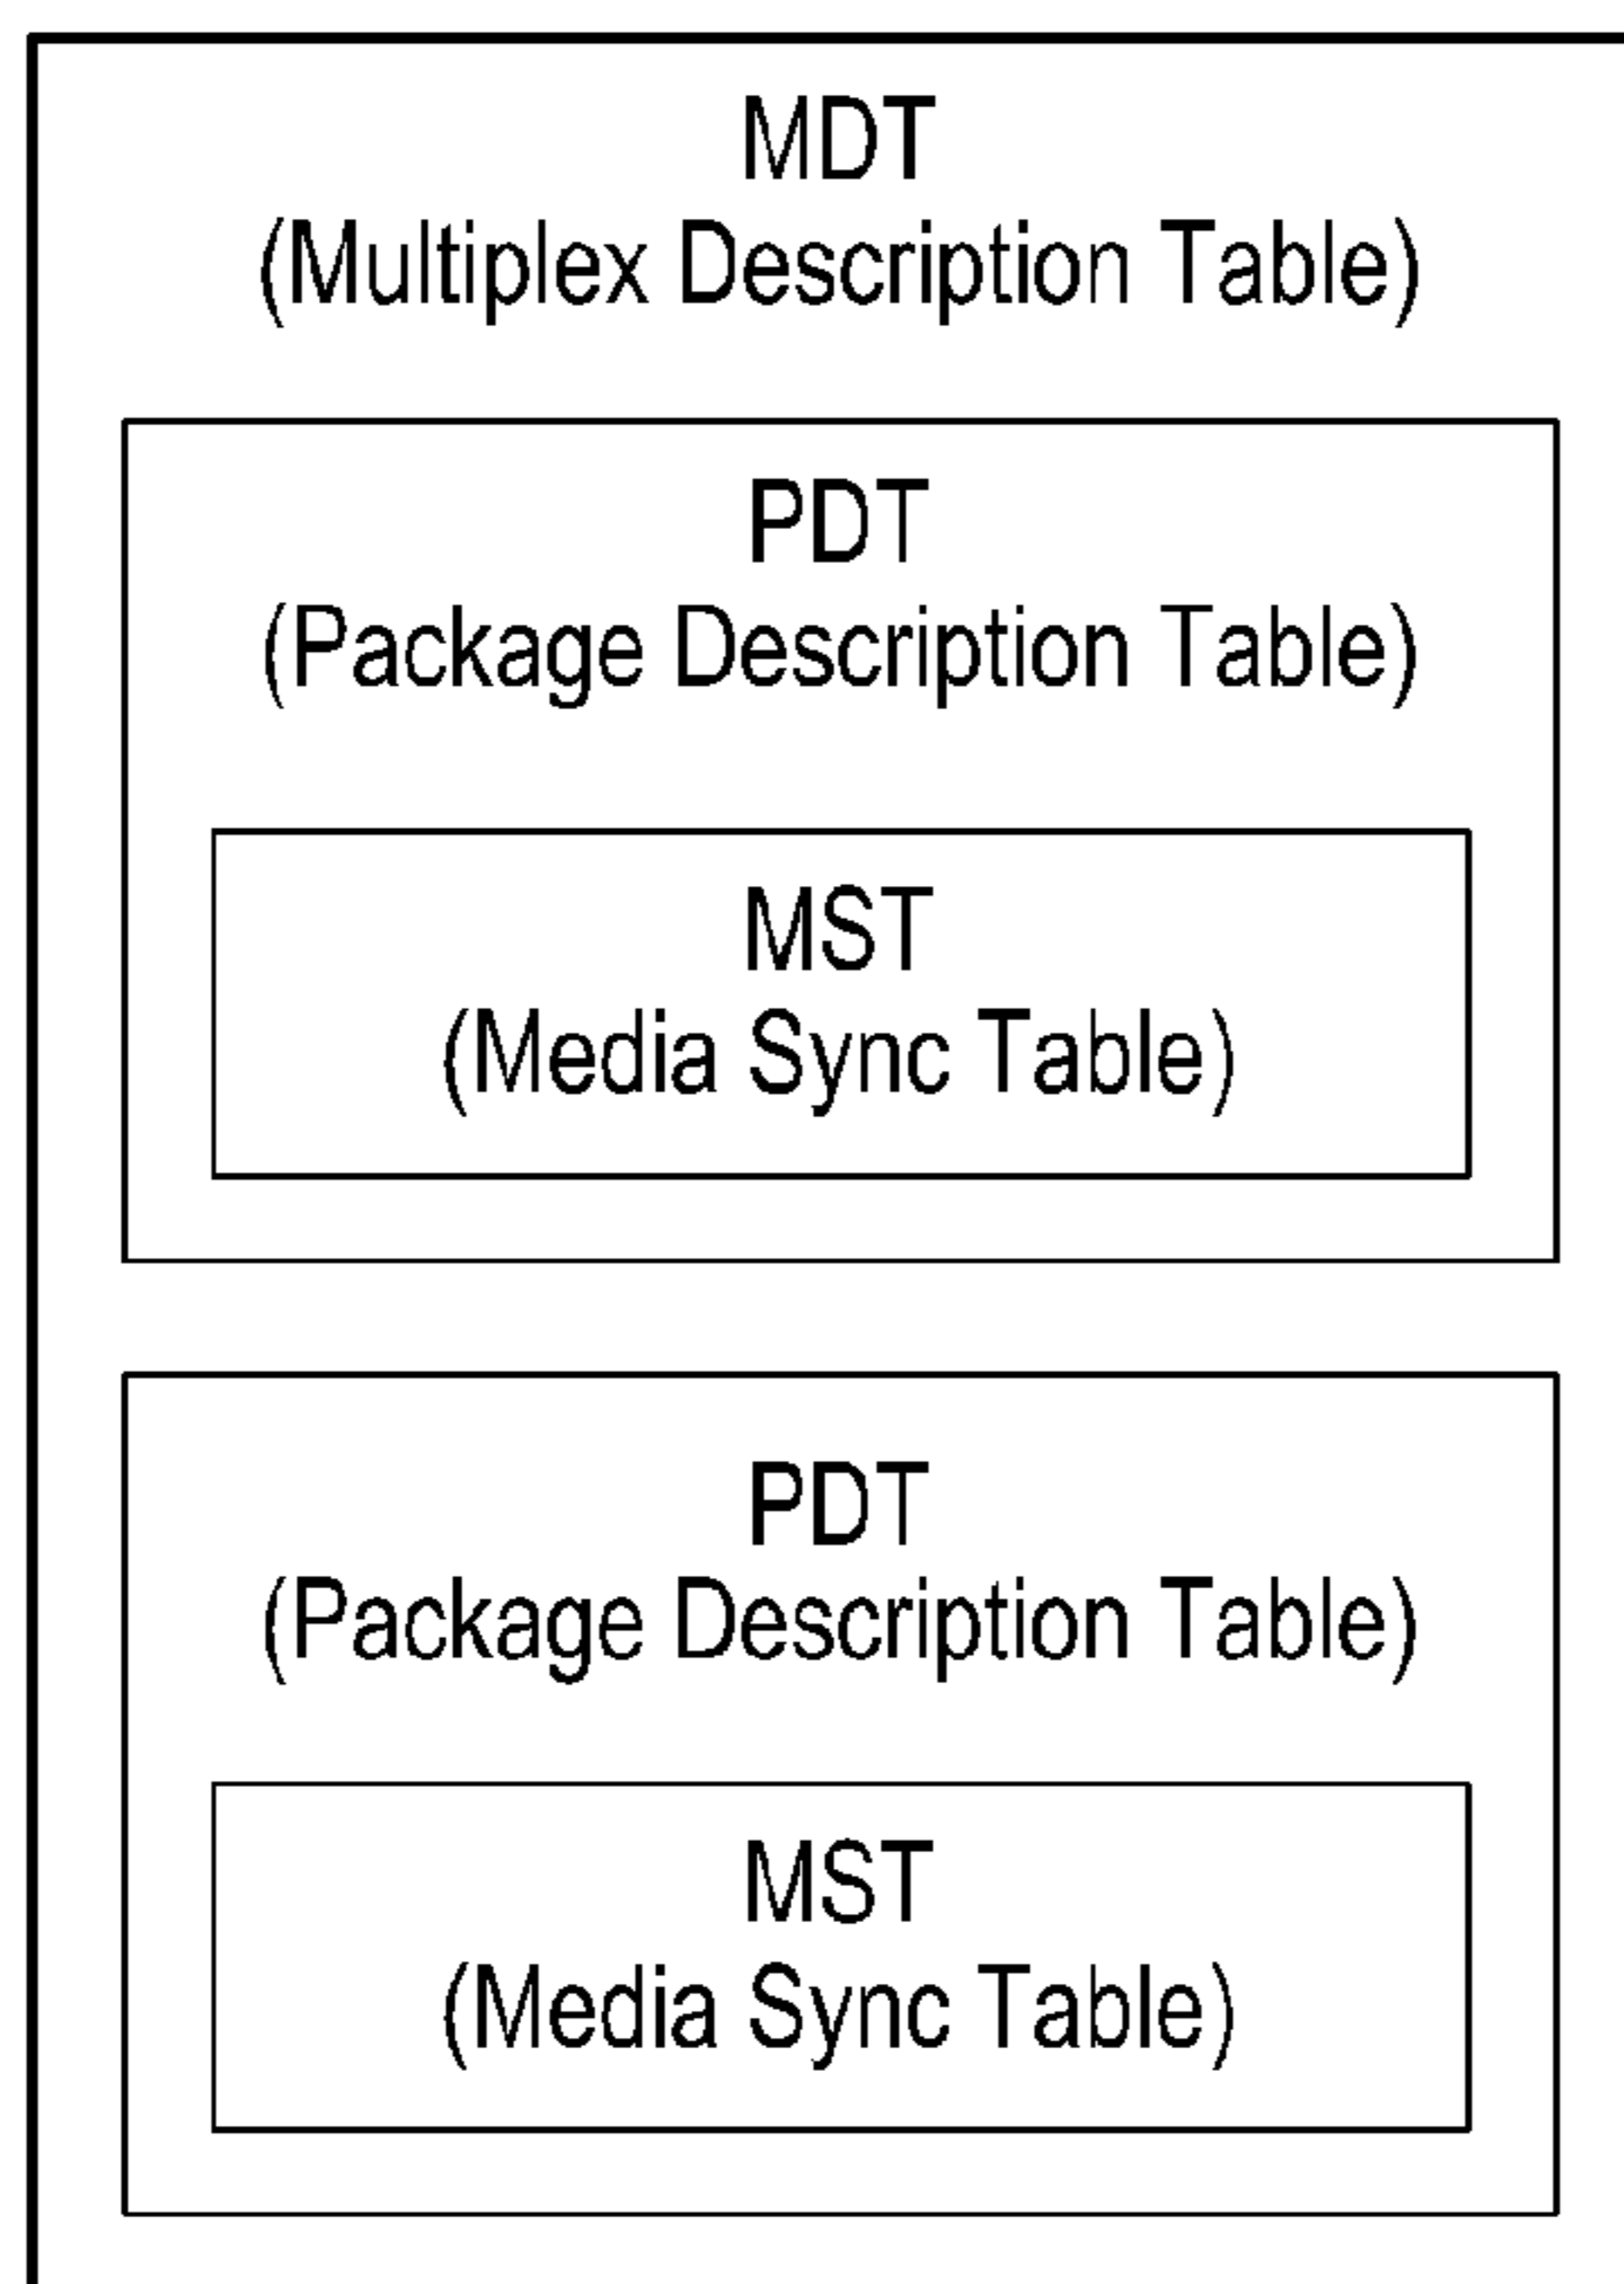 MDT
(Multiplex Description Table)
PDT
(Package Description Table)
MST
(Media Sync Table)
PDT
(Package Description Table)
MST
(Media Sync Table)